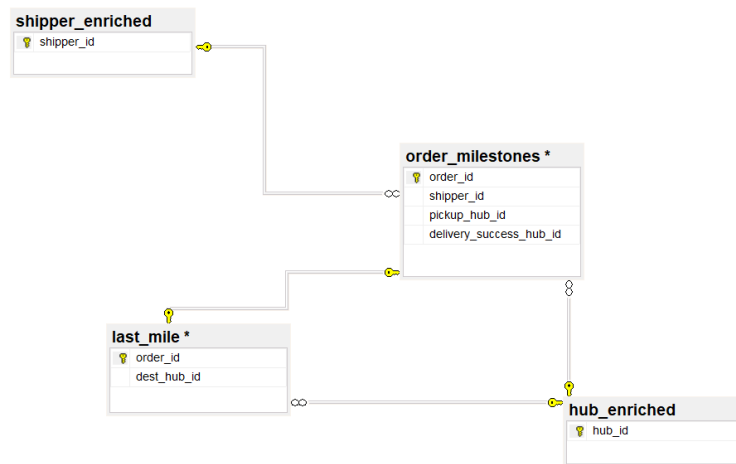 shipper_enriched
shipper_id
order_milestones *
order_id
shipper_id
pickup_hub_id
delivery_success_hub_id
last_mile *
order_id
dest_hub_id
hub_enriched
hub_id